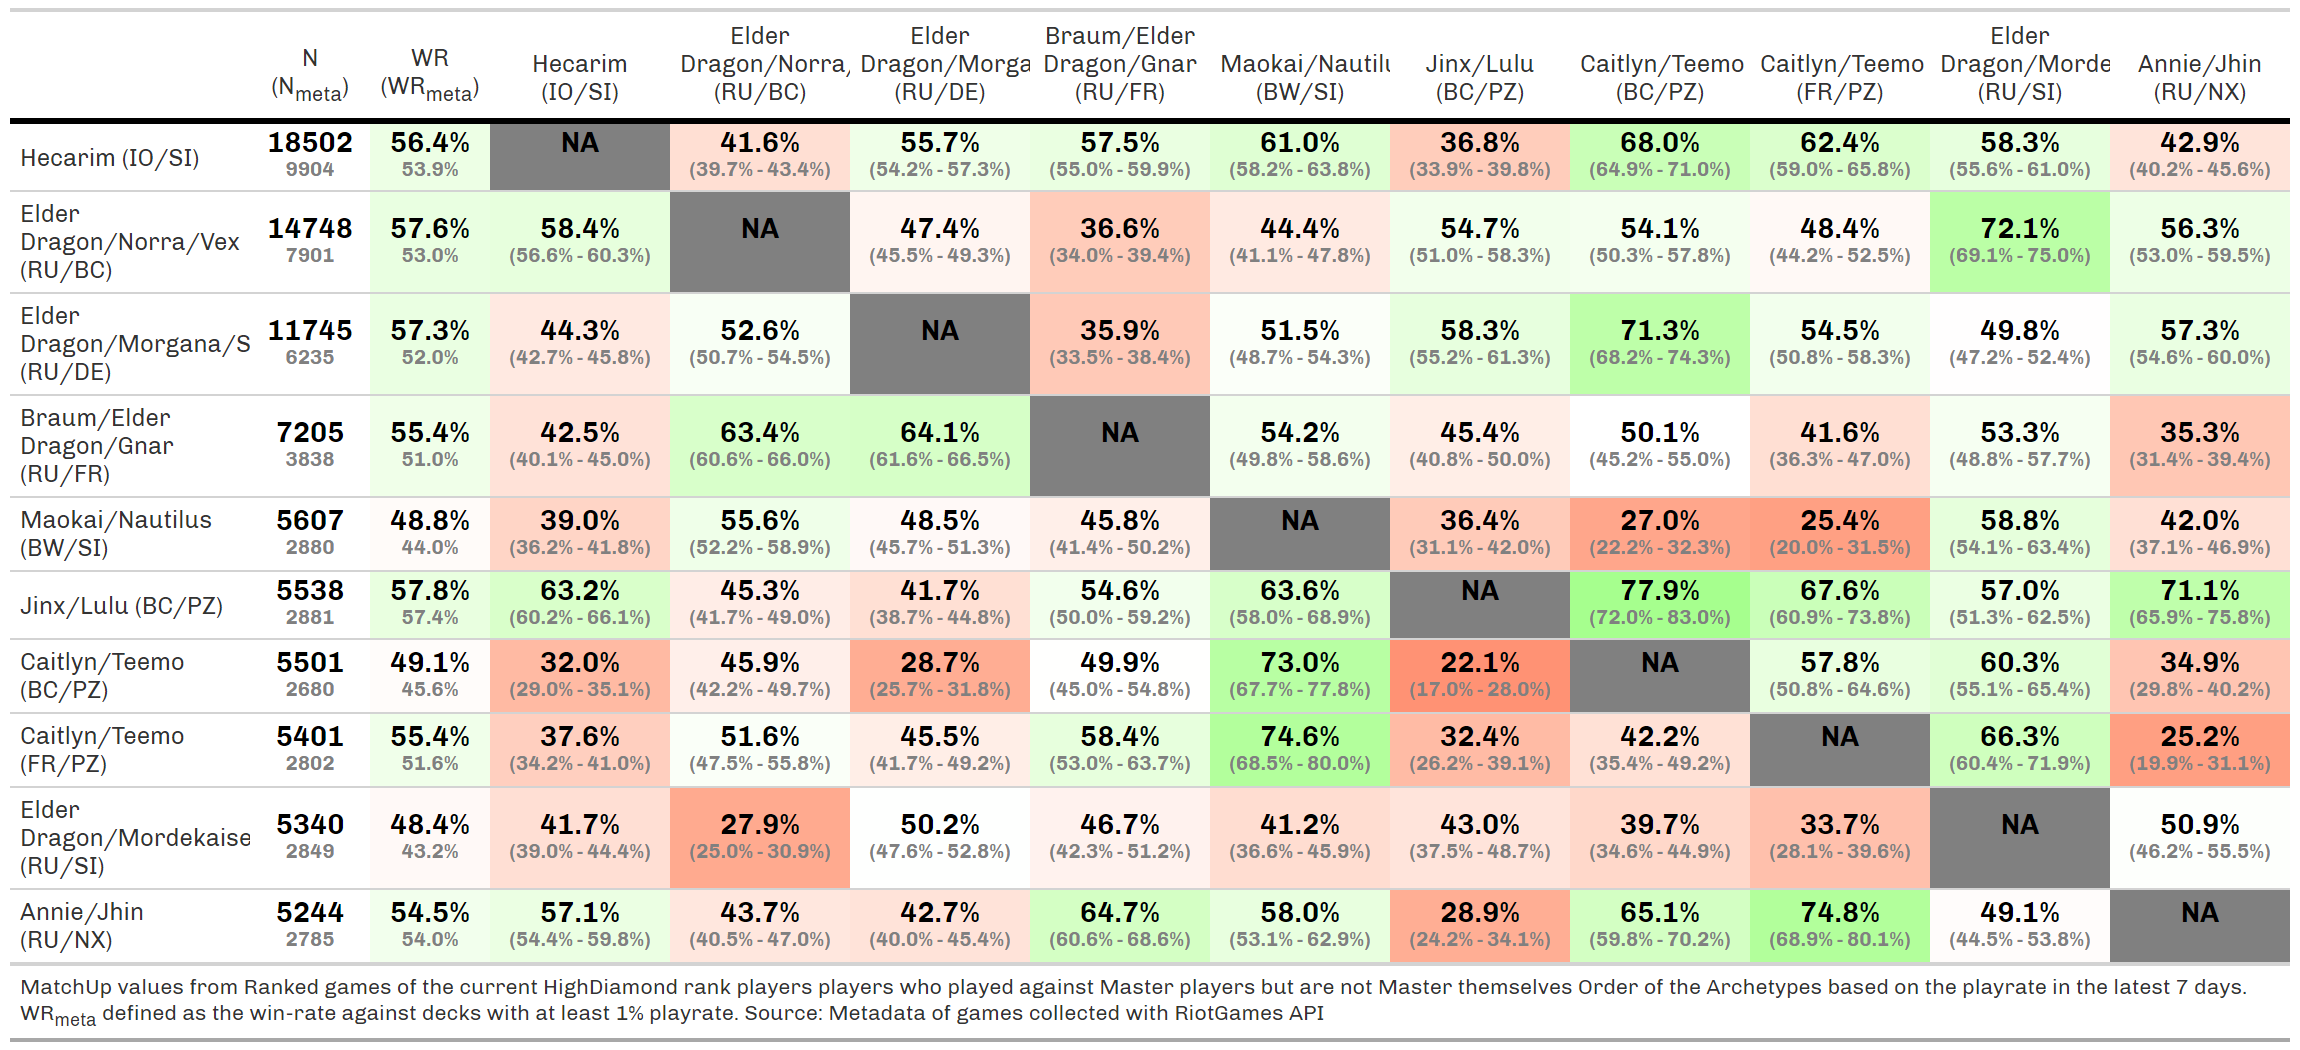 N (Nmeta) WR (WRmeta) Hecarim (IO/SI) Elder Dragon/Norra, (RU/BC) Elder Dragon/Morga (RU/DE) Braum/Elder Dragon/Gnar (RU/FR) Maokai/Nautilu (BW/SI) Jinx/Lulu (BC/PZ) Caitlyn/Teemo (BC/PZ) Caitlyn/Teemo (FR/PZ) Elder Dragon/Morde (RU/SI) Annie/Jhin (RU/NX)
Hecarim (IO/SI) 18502 56.4% NA 41.6% 55.7% 57.5% 61.0% 36.8% 68.0% 62.4% 58.3% 42.9%
9904 53.9% (39.7% - 43.4%) (54.2% - 57.3%) (55.0% - 59.9%) (58.2% - 63.8%) (33.9% - 39.8%) (64.9% - 71.0%) (59.0% - 65.8%) (55.6% - 61.0%) (40.2% - 45.6%)
Elder
Dragon/Norra/Vex 14748 57.6% 58.4% NA 47.4% 36.6% 44.4% 54.7% 54.1% 48.4% 72.1% 56.3%
(RU/BC) 7901 53.0% (56.6% - 60.3%) (45.5% - 49.3%) (34.0% - 39.4%) (41.1% - 47.8%) (51.0% - 58.3%) (50.3% - 57.8%) (44.2% - 52.5%) (69.1% - 75.0%) (53.0% - 59.5%)
Elder
Dragon/Morgana/S 11745 57.3% 44.3% 52.6% NA 35.9% 51.5% 58.3% 71.3% 54.5% 49.8% 57.3%
(RU/DE) 6235 52.0% (42.7% - 45.8%) (50.7% - 54.5%) (33.5% - 38.4%) (48.7% - 54.3%) (55.2% - 61.3%) (68.2% - 74.3%) (50.8% - 58.3%) (47.2% - 52.4%) (54.6% - 60.0%)
Braum/Elder
Dragon/Gnar 7205 55.4% 42.5% 63.4% 64.1% NA 54.2% 45.4% 50.1% 41.6% 53.3% 35.3%
(RU/FR) 3838 51.0% (40.1% - 45.0%) (60.6% - 66.0%) (61.6% - 66.5%) (49.8% - 58.6%) (40.8% - 50.0%) (45.2% - 55.0%) (36.3% - 47.0%) (48.8% - 57.7%) (31.4% - 39.4%)
Maokai/Nautilus 5607 48.8% 39.0% 55.6% 48.5% 45.8% NA 36.4% 27.0% 25.4% 58.8% 42.0%
(BW/SI) 2880 44.0% (36.2% - 41.8%) (52.2% - 58.9%) (45.7% - 51.3%) (41.4% - 50.2%) (31.1% - 42.0%) (22.2% - 32.3%) (20.0% - 31.5%) (54.1% - 63.4%) (37.1% - 46.9%)
Jinx/Lulu (BC/PZ) 5538 57.8% 63.2% 45.3% 41.7% 54.6% 63.6% NA 77.9% 67.6% 57.0% 71.1%
2881 57.4% (60.2% - 66.1%) (41.7% - 49.0%) (38.7% - 44.8%) (50.0% - 59.2%) (58.0% - 68.9%) (72.0% - 83.0%) (60.9% - 73.8%) (51.3% - 62.5%) (65.9% - 75.8%)
Caitlyn/Teemo 5501 49.1% 32.0% 45.9% 28.7% 49.9% 73.0% 22.1% NA 57.8% 60.3% 34.9%
(BC/PZ) 2680 45.6% (29.0% - 35.1%) (42.2% - 49.7%) (25.7% - 31.8%) (45.0% - 54.8%) (67.7% - 77.8%) (17.0% - 28.0%) (50.8% - 64.6%) (55.1% - 65.4%) (29.8% - 40.2%)
Caitlyn/Teemo 5401 55.4% 37.6% 51.6% 45.5% 58.4% 74.6% 32.4% 42.2% NA 66.3% 25.2%
(FR/PZ) 2802 51.6% (34.2% - 41.0%) (47.5% - 55.8%) (41.7% - 49.2%) (53.0% - 63.7%) (68.5% - 80.0%) (26.2% - 39.1%) (35.4% - 49.2%) (60.4% - 71.9%) (19.9% - 31.1%)
Elder
Dragon/Mordekaise 5340 48.4% 41.7% 27.9% 50.2% 46.7% 41.2% 43.0% 39.7% 33.7% NA 50.9%
(RU/SI) 2849 43.2% (39.0% - 44.4%) (25.0% - 30.9%) (47.6% - 52.8%) (42.3% - 51.2%) (36.6% - 45.9%) (37.5% - 48.7%) (34.6% - 44.9%) (28.1% - 39.6%) (46.2% - 55.5%)
Annie/Jhin 5244 54.5% 57.1% 43.7% 42.7% 64.7% 58.0% 28.9% 65.1% 74.8% 49.1% NA
(RU/NX) 2785 54.0% (54.4% - 59.8%) (40.5% - 47.0%) (40.0% - 45.4%) (60.6% - 68.6%) (53.1% - 62.9%) (24.2% - 34.1%) (59.8% - 70.2%) (68.9% - 80.1%) (44.5% - 53.8%)
MatchUp values from Ranked games of the current HighDiamond rank players players who played against Master players but are not Master themselves Order of the Archetypes based on the playrate in the latest 7 days.
WRmeta defined as the win-rate against decks with at least 1% playrate. Source: Metadata of games collected with RiotGames API